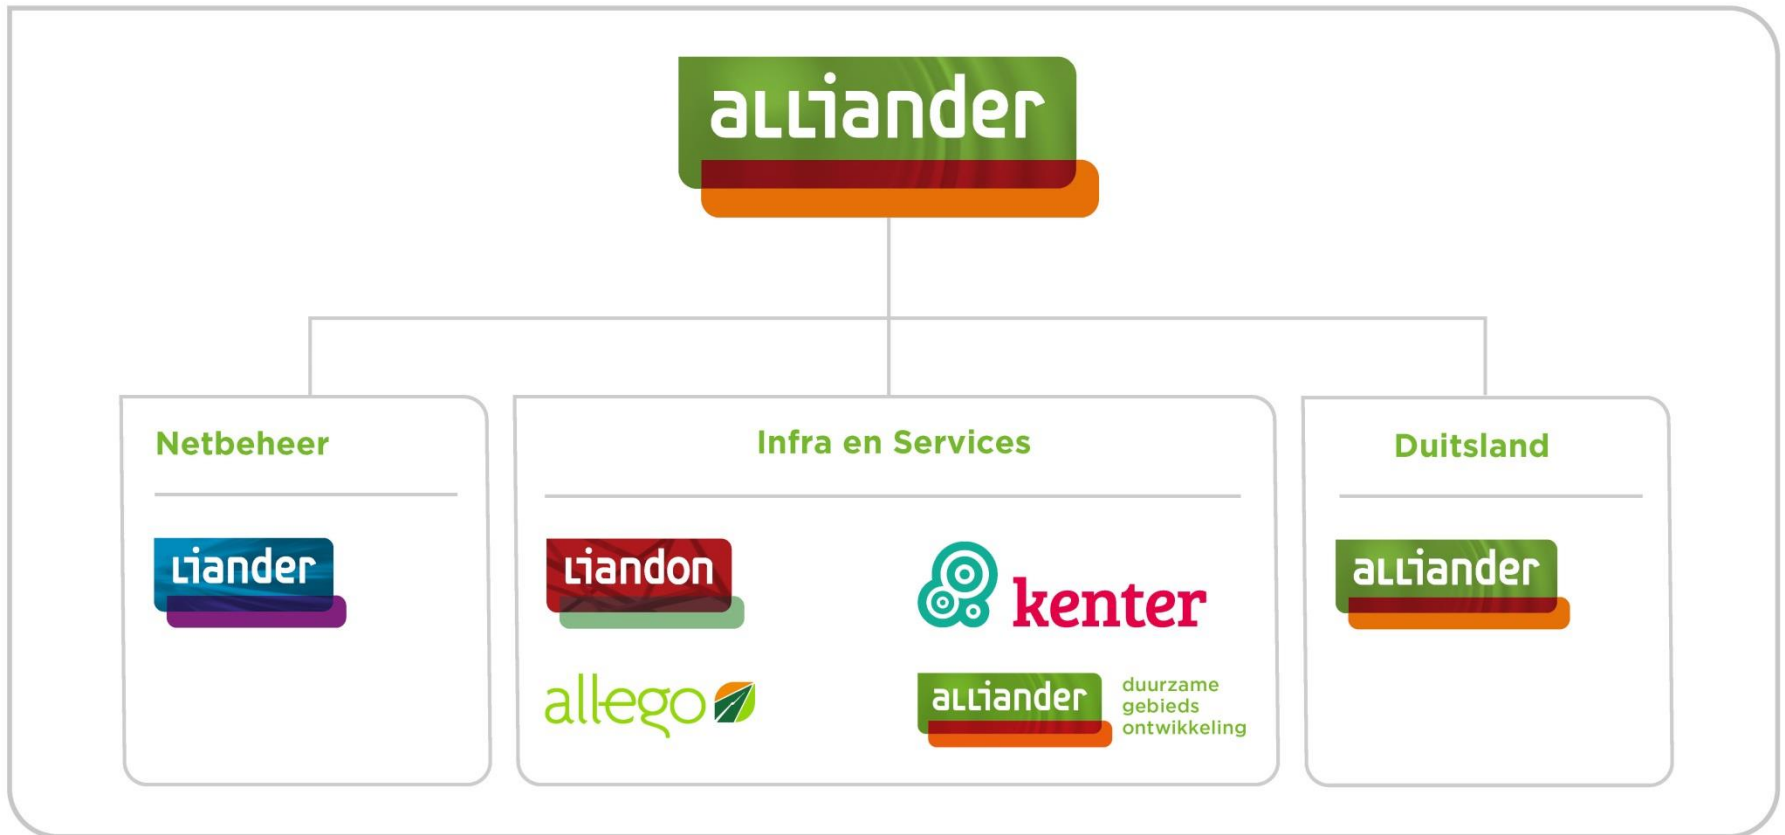 alliander
Netbeheer
Infra en Services
Duitsland
liander
liandon
kenter
alliander
allego
alliander
duurzame
gebieds
ontwikkeling